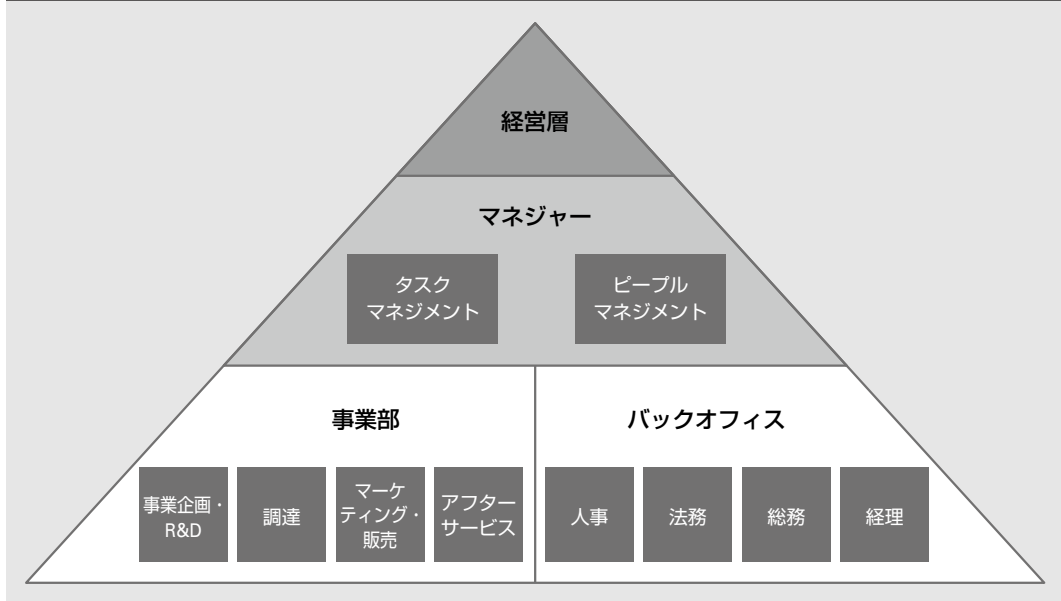 経営層
マネジャー
タスク
マネジメント
ピープル
マネジメント
事業部
バックオフィス
事業企画・
R&D
調達
マーケ
ティング・
販売
アフター
サービス
人事
法務
総務
経理